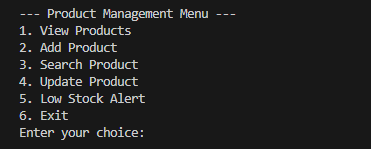 --- Product Management Menu ---
1. View Products
2. Add Product
3. Search Product
4. Update Product
5. Low Stock Alert
6. Exit
Enter your choice: